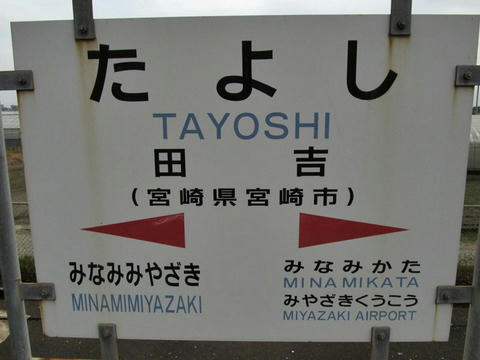 たよし
TAYOSHI
田吉
(宮崎県宮崎市)
みなみみやざき
MINAMIMIYAZAKI
みなみかた
MINAMIKATA
みやざきくうこう
MIYAZAKI AIRPORT